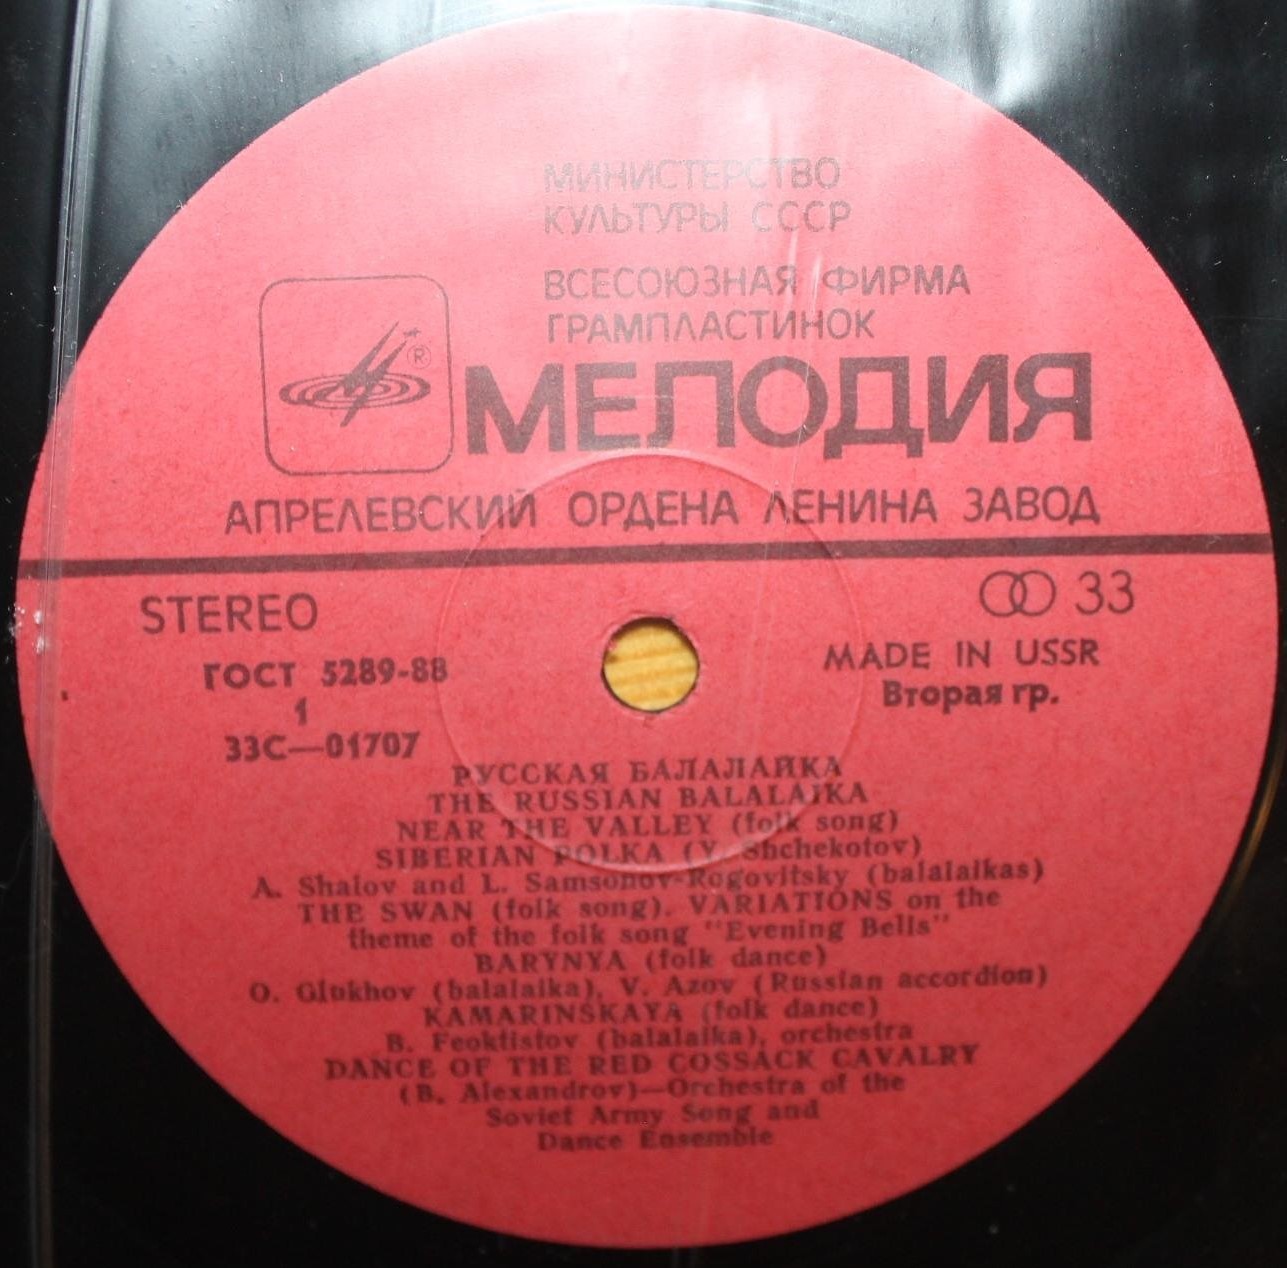 МИНИСТЕРСТВО
КУЛЬТУРЫ СССР
ВСЕСОЮЗНАЯ ФИРМА
ГРАМПЛАСТИНОК
®
МЕЛОДИЯ
АПРЕЛЕВСКИЙ ОРДЕНА ЛЕНИНА ЗАВОД
STEREO
33
ГОСТ 5289-88
MADE IN USSR
1
Вторая гр.
33С—01707
РУССКАЯ БАЛАЛАЙКА
THE RUSSIAN BALALAIKA
NEAR THE VALLEY (folk song)
SIBERIAN POLKA (Y. Shchekotov)
A. Shalov and L. Samsonov-Rogovitsky (balalaikas)
THE SWAN (folk song). VARIATIONS on the
theme of the folk song "Evening Bells"
BARYNYA (folk dance)
O. Glukhov (balalaika), V. Azov (Russian accordion)
KAMARINSKAYA (folk dance)
B. Feoktistov (balalaika), orchestra
DANCE OF THE RED COSSACK CAVALRY
(B. Alexandrov)—Orchestra of the
Soviet Army Song and
Dance Ensemble